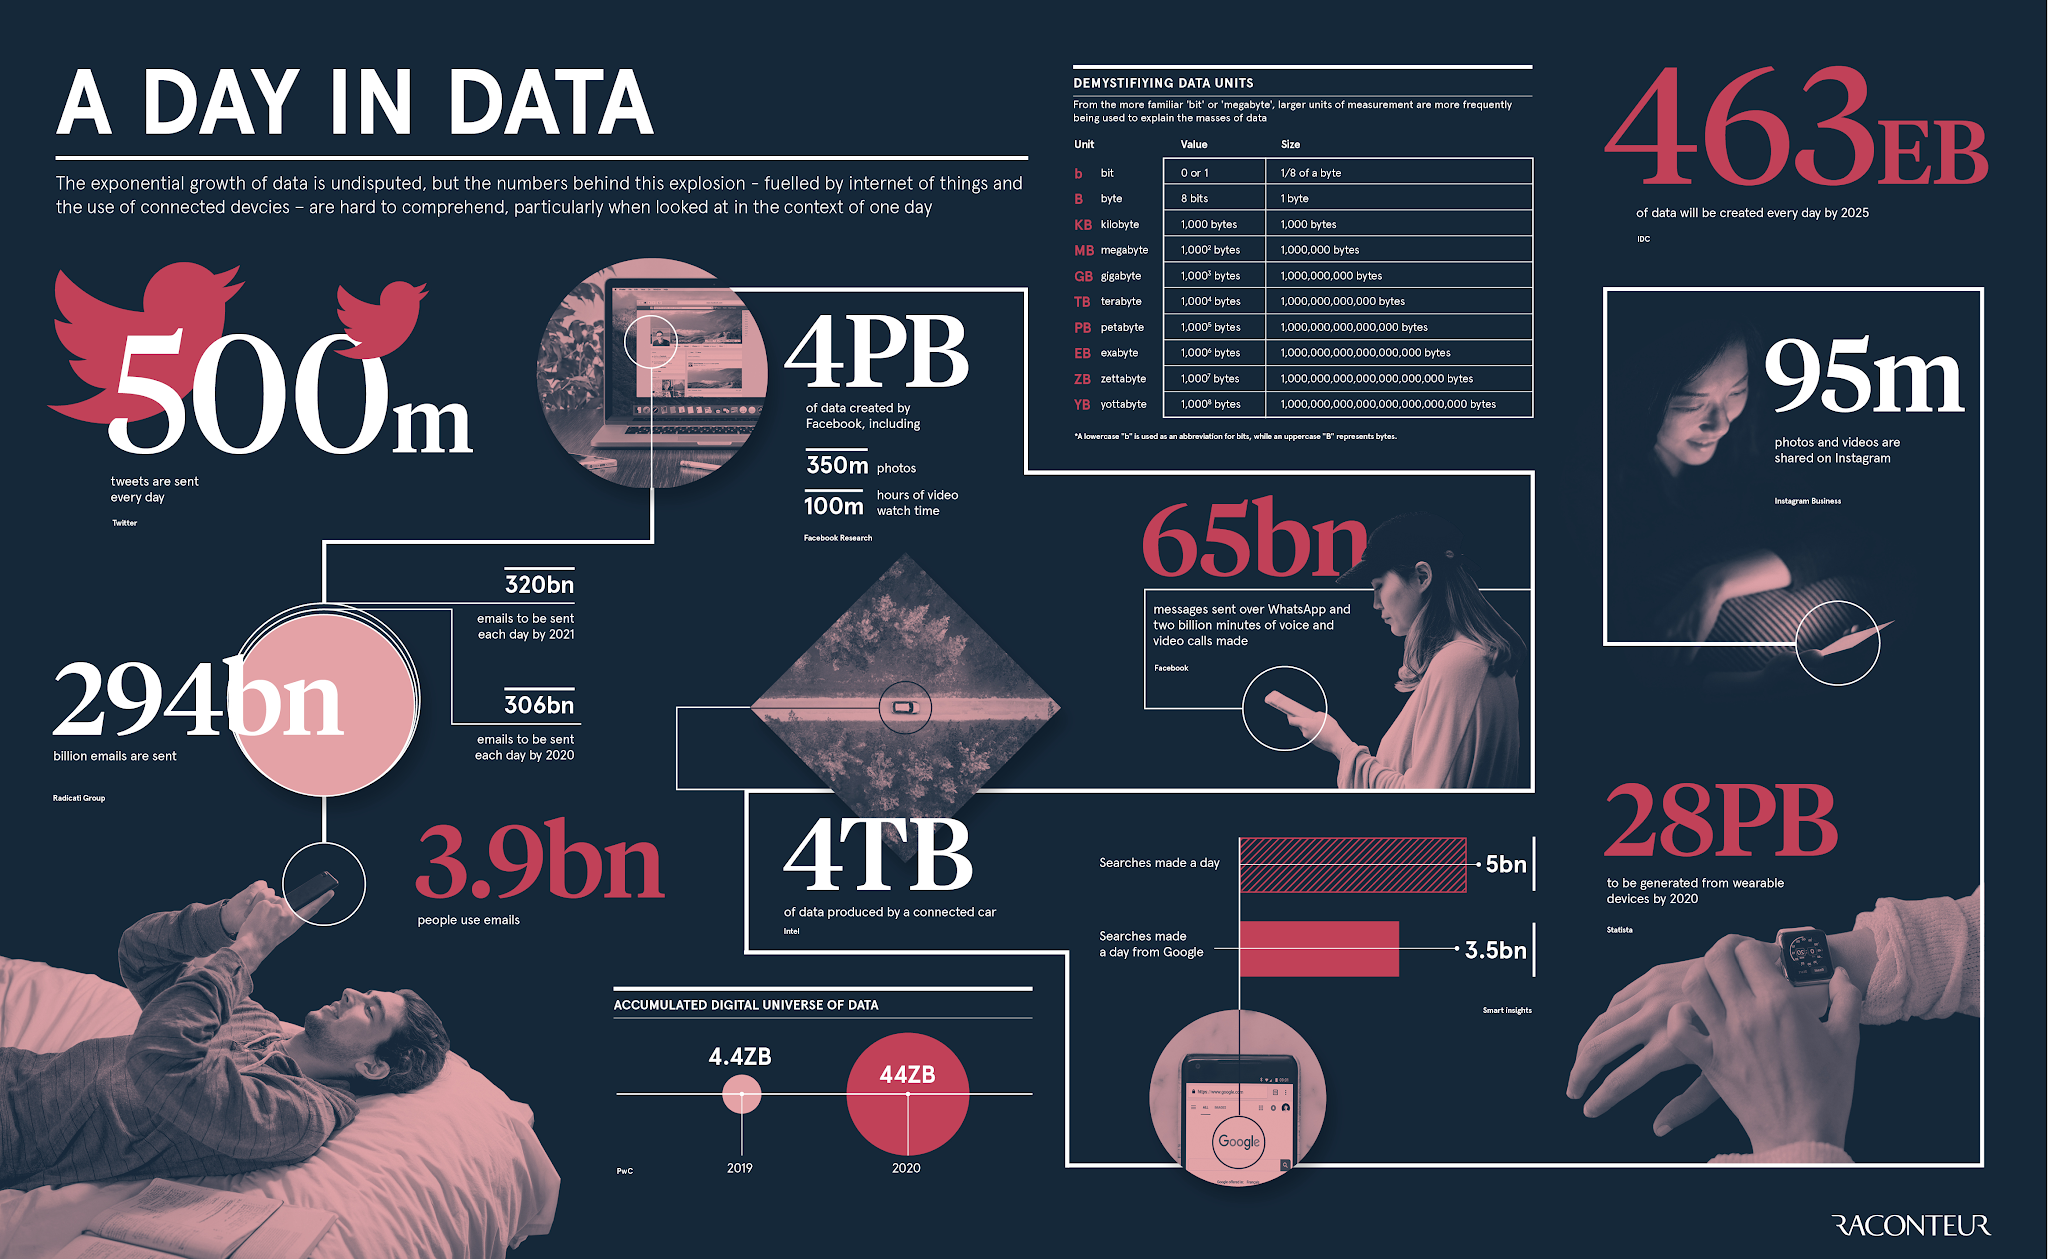 A DAY IN DATA
The exponential growth of data is undisputed, but the numbers behind this explosion - fuelled by internet of things and
the use of connected devcies – are hard to comprehend, particularly when looked at in the context of one day
500m
tweets are sent
every day
Twitter
4PB
of data created by
Facebook, including
350m photos
100m hours of video
watch time
Facebook Research
DEMYSTIFIYING DATA UNITS
From the more familiar 'bit' or 'megabyte', larger units of measurement are more frequently
being used to explain the masses of data
Unit Value Size
b bit 0 or 1 1/8 of a byte
B byte 8 bits 1 byte
KB kilobyte 1,000 bytes 1,000 bytes
MB megabyte 1,000² bytes 1,000,000 bytes
GB gigabyte 1,000³ bytes 1,000,000,000 bytes
TB terabyte 1,000⁴ bytes 1,000,000,000,000 bytes
PB petabyte 1,000⁵ bytes 1,000,000,000,000,000 bytes
EB exabyte 1,000⁶ bytes 1,000,000,000,000,000,000 bytes
ZB zettabyte 1,000⁷ bytes 1,000,000,000,000,000,000,000 bytes
YB yottabyte 1,000⁸ bytes 1,000,000,000,000,000,000,000,000 bytes
*A lowercase "b" is used as an abbreviation for bits, while an uppercase "B" represents bytes.
463EB
of data will be created every day by 2025
IDC
95m
photos and videos are
shared on Instagram
Instagram Business
320bn
emails to be sent
each day by 2021
294bn
billion emails are sent
Radicati Group
306bn
emails to be sent
each day by 2020
65bn
messages sent over WhatsApp and
two billion minutes of voice and
video calls made
Facebook
3.9bn
people use emails
4TB
of data produced by a connected car
Intel
Searches made a day 5bn
Searches made
a day from Google
3.5bn
Smart Insights
28PB
to be generated from wearable
devices by 2020
Statista
ACCUMULATED DIGITAL UNIVERSE OF DATA
4.4ZB
44ZB
2019
2020
PwC
https://www.google.com
Google
RACONTEUR